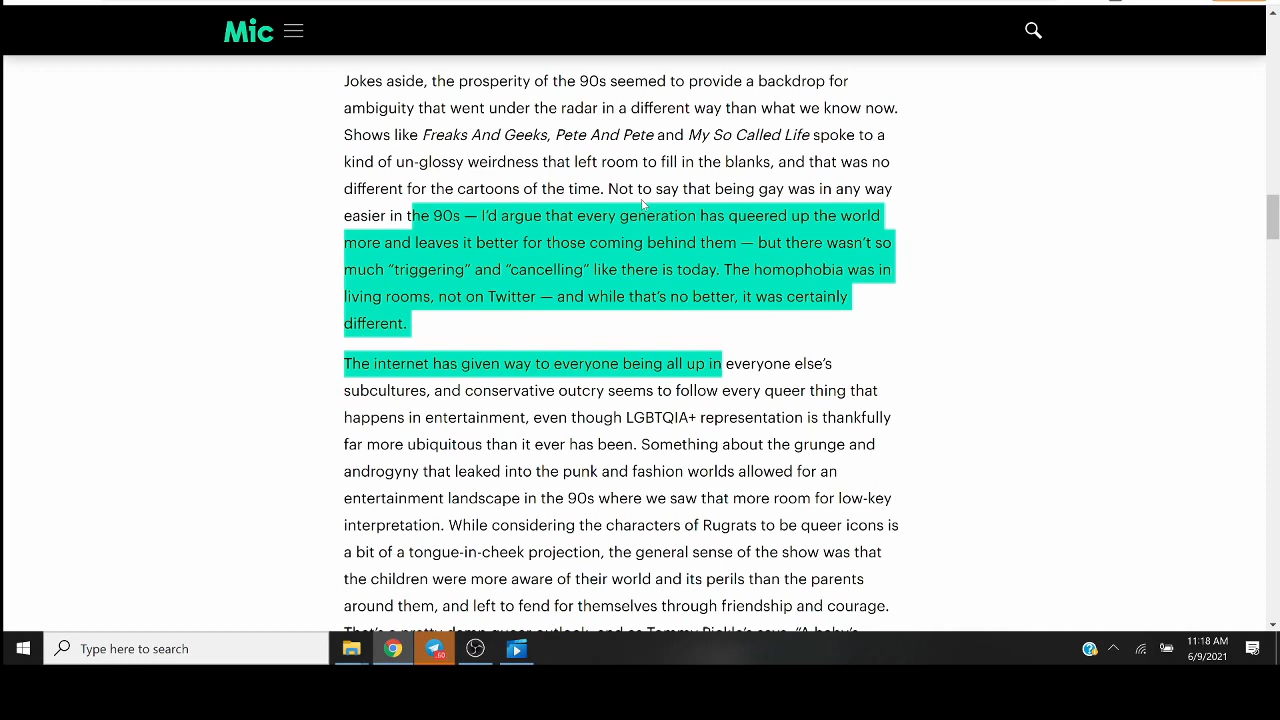 Mic
Jokes aside, the prosperity of the 90s seemed to provide a backdrop for
ambiguity that went under the radar in a different way than what we know now.
Shows like Freaks And Geeks, Pete And Pete and My So Called Life spoke to a
kind of un-glossy weirdness that left room to fill in the blanks, and that was no
different for the cartoons of the time. Not to say that being gay was in any way
easier in the 90s — I’d argue that every generation has queered up the world
more and leaves it better for those coming behind them — but there wasn’t so
much “triggering” and “cancelling” like there is today. The homophobia was in
living rooms, not on Twitter — and while that’s no better, it was certainly
different.
The internet has given way to everyone being all up in everyone else’s
subcultures, and conservative outcry seems to follow every queer thing that
happens in entertainment, even though LGBTQIA+ representation is thankfully
far more ubiquitous than it ever has been. Something about the grunge and
androgyny that leaked into the punk and fashion worlds allowed for an
entertainment landscape in the 90s where we saw that more room for low-key
interpretation. While considering the characters of Rugrats to be queer icons is
a bit of a tongue-in-cheek projection, the general sense of the show was that
the children were more aware of their world and its perils than the parents
around them, and left to fend for themselves through friendship and courage.
Type here to search
60
11:18 AM
6/9/2021